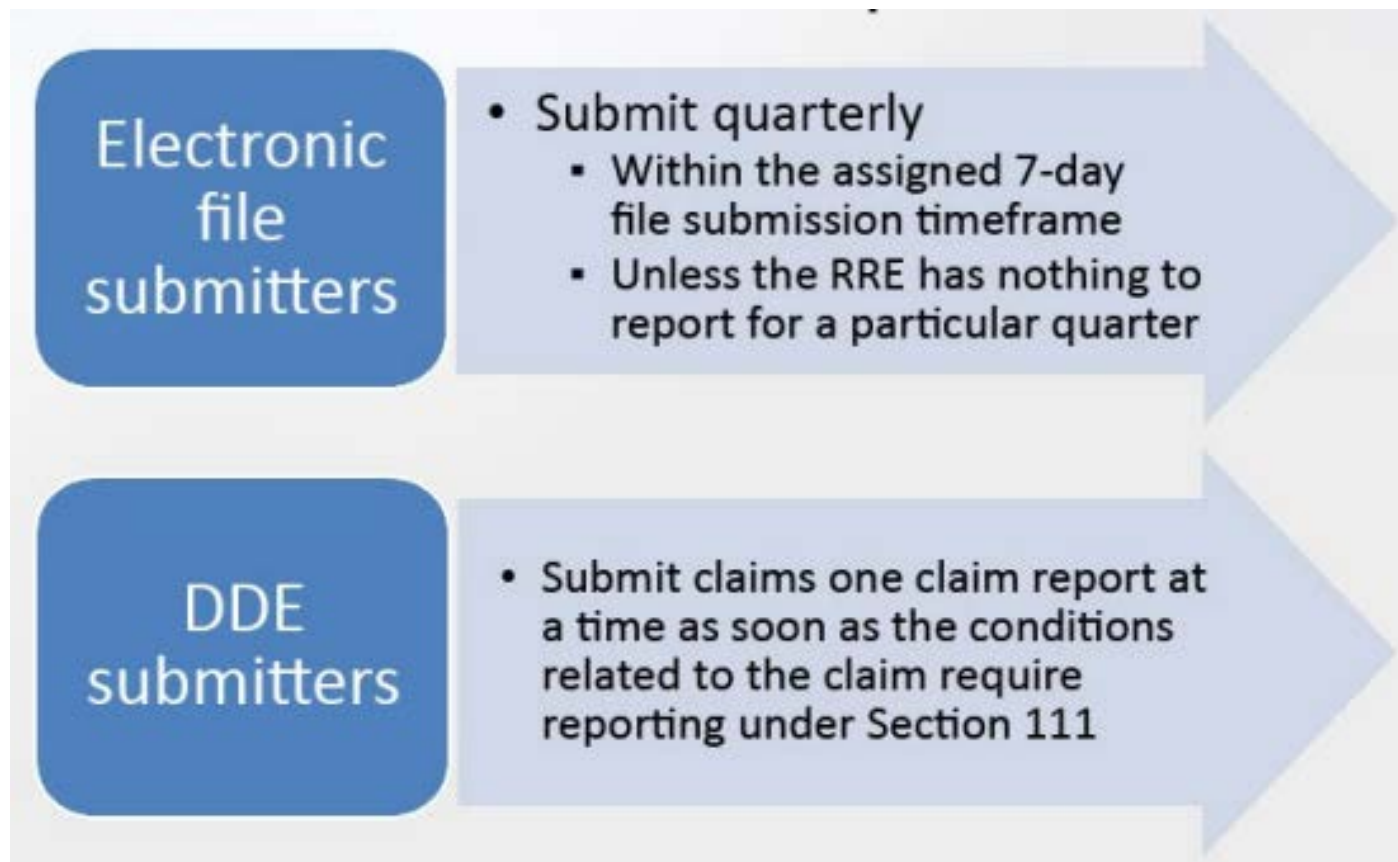 Electronic
file
submitters
• Submit quarterly
▪ Within the assigned 7-day
file submission timeframe
▪ Unless the RRE has nothing to
report for a particular quarter
DDE
submitters
• Submit claims one claim report at
a time as soon as the conditions
related to the claim require
reporting under Section 111